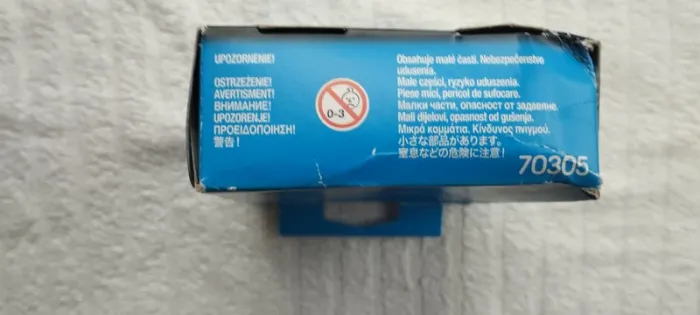 UPOZORNENIE!
OSTRZEŻENIE!
AVERTISMENT!
ВНИМАНИЕ!
UPOZORENJE!
ΠΡΟΕΙΔΟΠΟΙΗΣΗ!
警告！
0-3
Obsahuje malé časti. Nebezpečenstvo
udusenia.
Małe części, ryzyko uduszenia.
Piese mici, pericol de sufocare.
Малки части, опасност от задавяне.
Mali dijelovi, opasnost od gušenja.
Μικρά κομμάτια. Κίνδυνος πνιγμού.
小さな部品があります。
窒息などの危険に注意！
70305